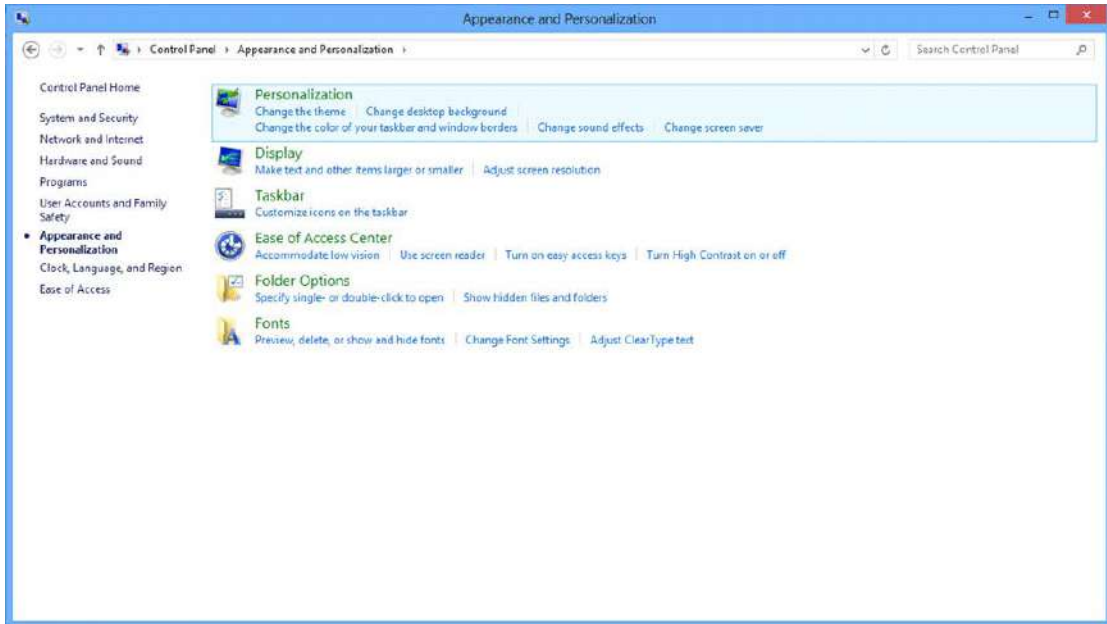 Appearance and Personalization
Control Panel Appearance and Personalization
Search Control Panel
Control Panel Home
System and Security
Network and Internet
Hardware and Sound
Programs
User Accounts and Family
Safety
Appearance and
Personalization
Clock, Language, and Region
Ease of Access
Personalization
Change the theme Change desktop background
Change the color of your taskbar and window borders Change sound effects Change screen saver
Display
Make text and other items larger or smaller Adjust screen resolution
Taskbar
Customize icons on the taskbar
Ease of Access Center
Accommodate low vision Use screen reader Turn on easy access keys Turn High Contrast on or off
Folder Options
Specify single- or double-click to open Show hidden files and folders
Fonts
Preview, delete, or show and hide fonts Change Font Settings Adjust ClearType text